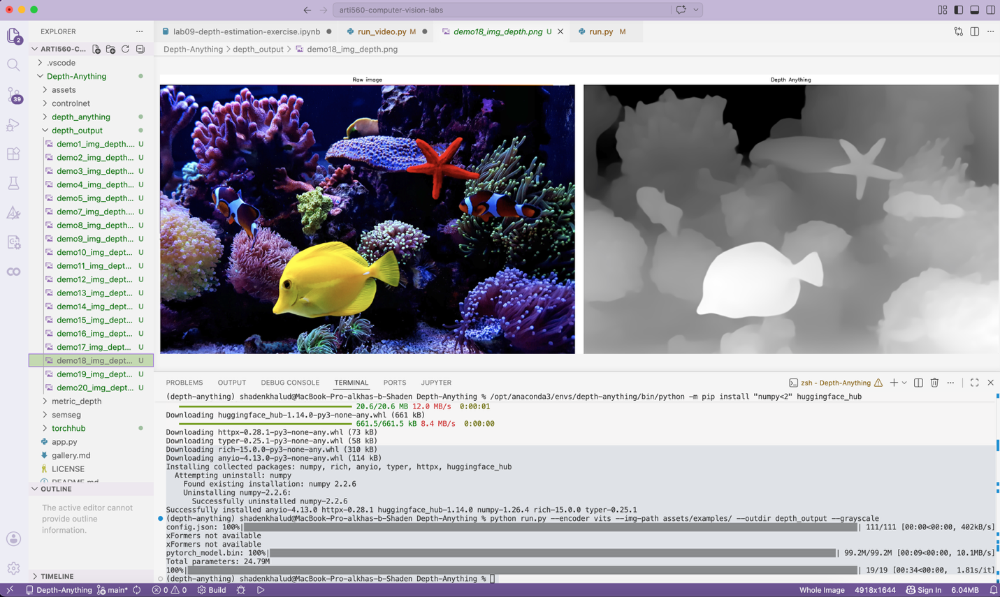 arti560-computer-vision-labs
EXPLORER
ARTI560-C...
.vscode
Depth-Anything
assets
controlnet
depth_anything
depth_output
demo1_img_depth.... U
demo2_img_depth... U
demo3_img_depth... U
demo4_img_depth... U
demo5_img_depth... U
demo7_img_depth.... U
demo8_img_depth... U
demo9_img_depth... U
demo10_img_dept... U
demo11_img_dept... U
demo12_img_dept... U
demo13_img_dept... U
demo14_img_dept... U
demo15_img_dept... U
demo16_img_dept... U
demo17_img_dept... U
demo18_img_dept... U
demo19_img_dept... U
demo20_img_dept... U
metric_depth
semseg
torchhub
app.py
gallery.md
LICENSE
README.md
OUTLINE
The active editor cannot
provide outline
information.
TIMELINE
2
39
lab09-depth-estimation-exercise.ipynb
run_video.py M
demo18_img_depth.png U
run.py M
Depth-Anything > depth_output > demo18_img_depth.png
Raw image
Depth Anything
PROBLEMS OUTPUT DEBUG CONSOLE TERMINAL PORTS JUPYTER
zsh - Depth-Anything
(depth-anything) shadenkhalud@MacBook-Pro-alkhas-b-Shaden Depth-Anything % /opt/anaconda3/envs/depth-anything/bin/python -m pip install "numpy<2" huggingface_hub
20.6/20.6 MB 12.0 MB/s 0:00:01
Downloading huggingface_hub-1.14.0-py3-none-any.whl (661 kB)
661.5/661.5 kB 8.4 MB/s 0:00:00
Downloading httpx-0.28.1-py3-none-any.whl (73 kB)
Downloading typer-0.25.1-py3-none-any.whl (58 kB)
Downloading rich-15.0.0-py3-none-any.whl (310 kB)
Downloading anyio-4.13.0-py3-none-any.whl (114 kB)
Installing collected packages: numpy, rich, anyio, typer, httpx, huggingface_hub
Attempting uninstall: numpy
Found existing installation: numpy 2.2.6
Uninstalling numpy-2.2.6:
Successfully uninstalled numpy-2.2.6
Successfully installed anyio-4.13.0 httpx-0.28.1 huggingface_hub-1.14.0 numpy-1.26.4 rich-15.0.0 typer-0.25.1
(depth-anything) shadenkhalud@MacBook-Pro-alkhas-b-Shaden Depth-Anything % python run.py --encoder vits --img-path assets/examples/ --outdir depth_output --grayscale
config.json: 100%| | 111/111 [00:00<00:00, 402kB/s]
xFormers not available
xFormers not available
pytorch_model.bin: 100%| | 99.2M/99.2M [00:09<00:00, 10.1MB/s]
Total parameters: 24.79M
100%| | 19/19 [00:34<00:00, 1.81s/it]
(depth-anything) shadenkhalud@MacBook-Pro-alkhas-b-Shaden Depth-Anything %
Depth-Anything main* 0 0 Build Whole Image 4918x1644 Sign In 6.04MB